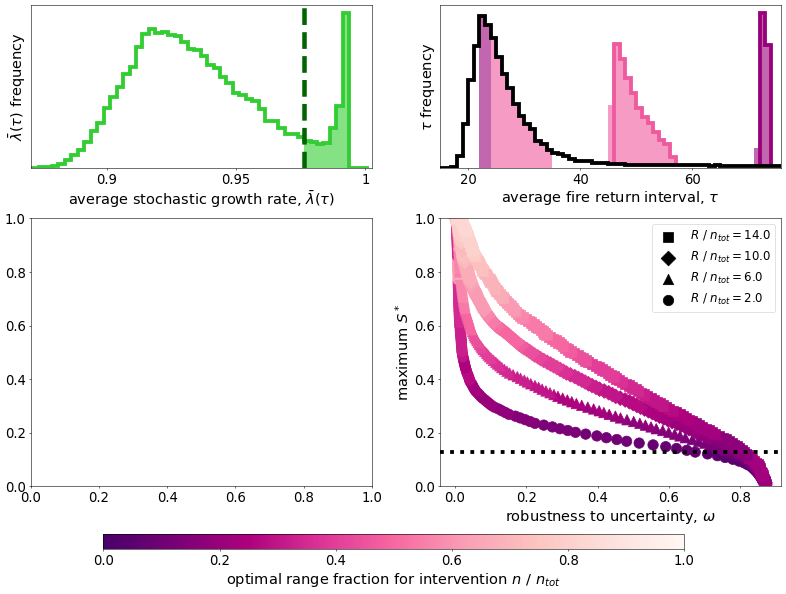 λ̄(τ) frequency
0.9 0.95 1
average stochastic growth rate, λ̄(τ)
τ frequency
20 40 60
average fire return interval, τ
1.0
0.8
0.6
0.4
0.2
0.0
0.0 0.2 0.4 0.6 0.8 1.0
maximum S*
1.0
0.8
0.6
0.4
0.2
0.0
R / n_tot = 14.0
R / n_tot = 10.0
R / n_tot = 6.0
R / n_tot = 2.0
0.0 0.2 0.4 0.6 0.8
robustness to uncertainty, ω
0.0 0.2 0.4 0.6 0.8 1.0
optimal range fraction for intervention n / n_tot